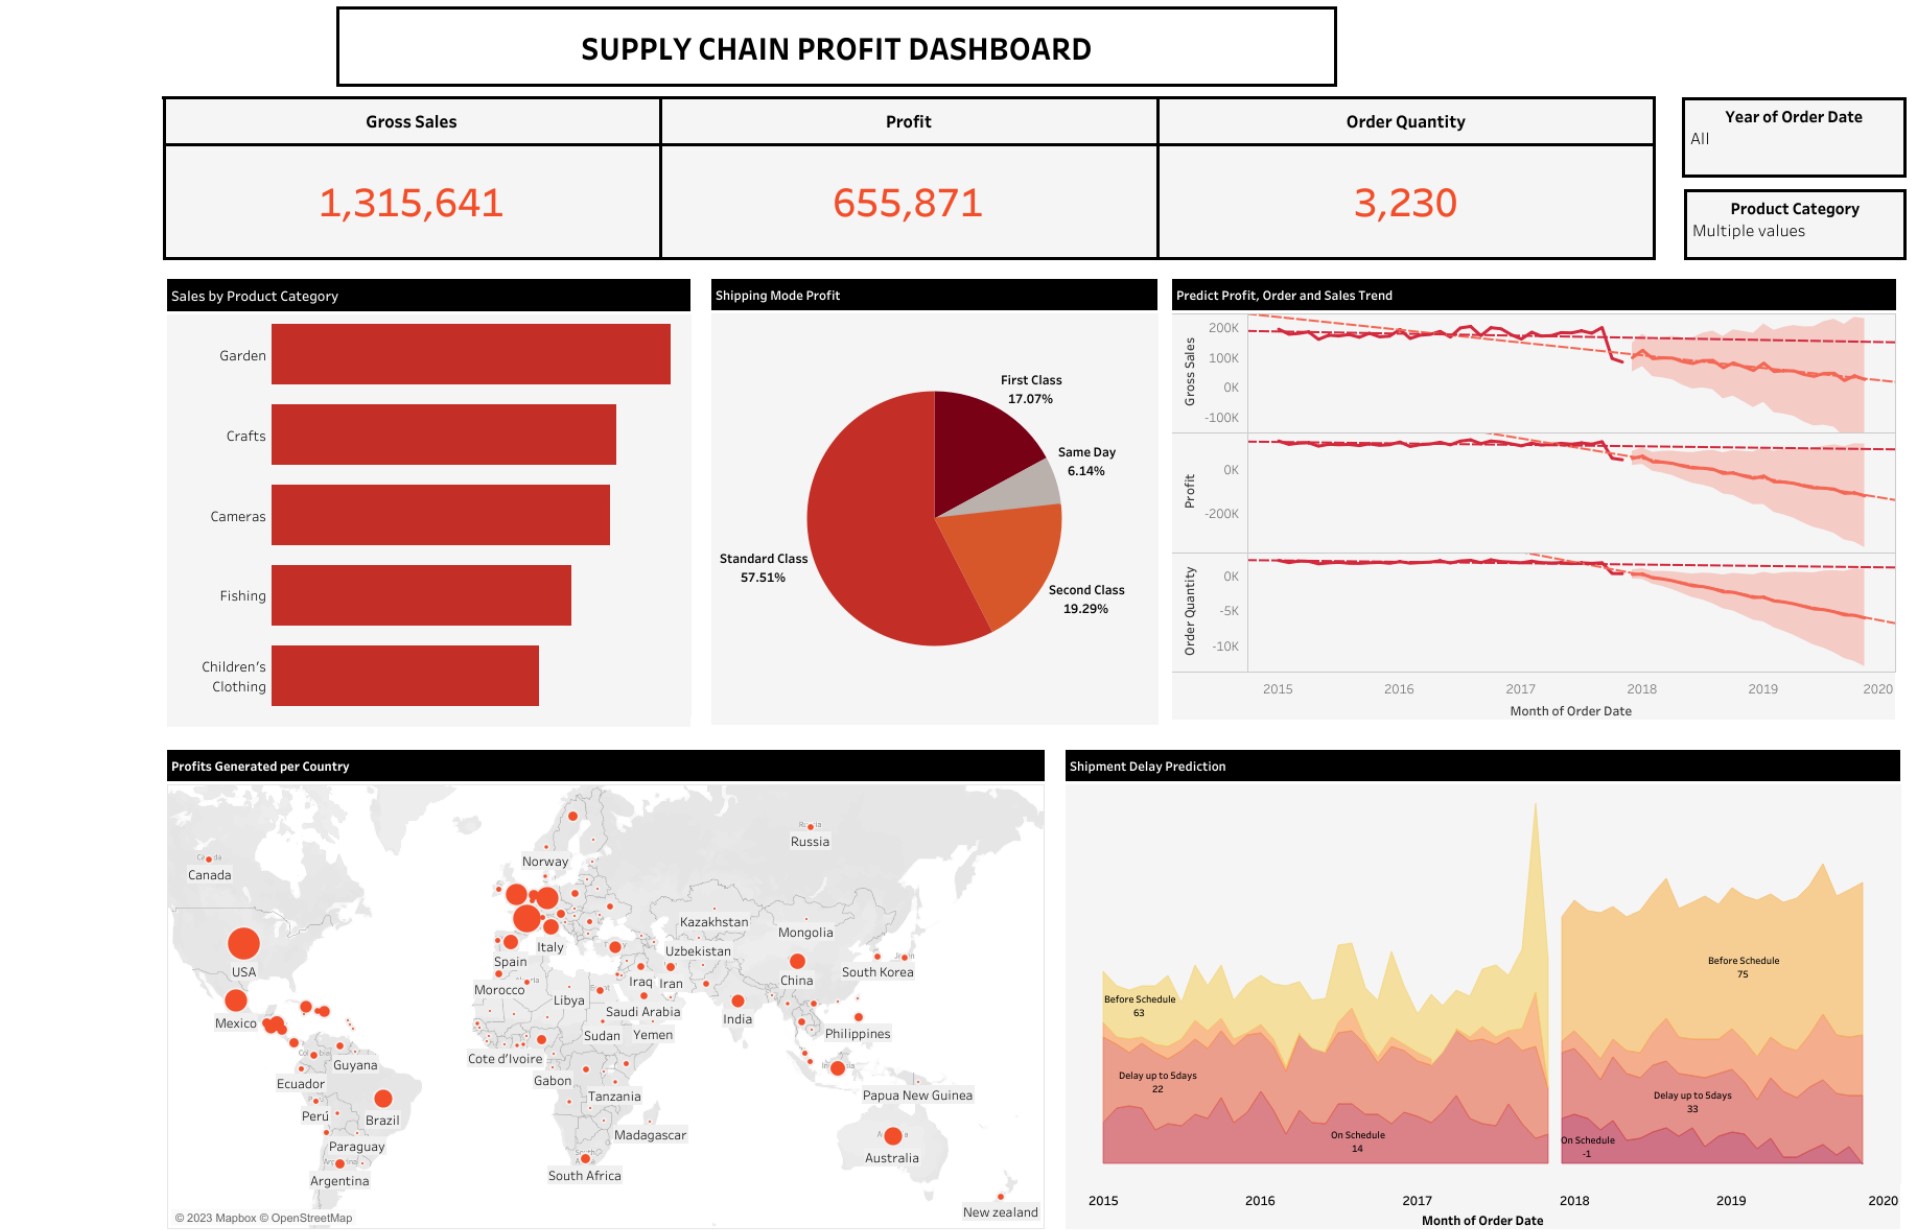 SUPPLY CHAIN PROFIT DASHBOARD
Gross Sales
Profit
Order Quantity
1,315,641
655,871
3,230
Year of Order Date
All
Product Category
Multiple values
Sales by Product Category
Garden
Crafts
Cameras
Fishing
Children's
Clothing
Shipping Mode Profit
First Class
17.07%
Same Day
6.14%
Standard Class
57.51%
Second Class
19.29%
Predict Profit, Order and Sales Trend
Gross Sales
200K
100K
0K
-100K
Profit
0K
-200K
Order Quantity
0K
-5K
-10K
2015
2016
2017
2018
2019
2020
Month of Order Date
Profits Generated per Country
Russia
Norway
Canada
Kazakhstan
Mongolia
Italy
Uzbekistan
Spain
USA
South Korea
China
Iraq
Iran
Morocco
Libya
Saudi Arabia
India
Mexico
Sudan
Yemen
Philippines
Cote d'Ivoire
Guyana
Gabon
Ecuador
Tanzania
Papua New Guinea
Perú
Brazil
Madagascar
Paraguay
Australia
South Africa
Argentina
New zealand
© 2023 Mapbox © OpenStreetMap
Shipment Delay Prediction
Before Schedule
75
Before Schedule
63
Delay up to 5days
22
Delay up to 5days
33
On Schedule
14
On Schedule
-1
2015
2016
2017
2018
2019
2020
Month of Order Date